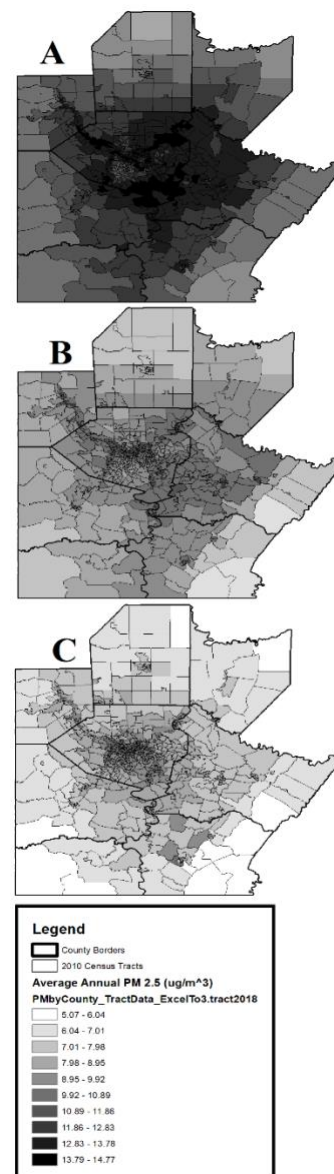 A
B
C
Legend
County Borders
2010 Census Tracts
Average Annual PM 2.5 (ug/m^3)
PMbyCounty_TractData_ExcelTo3.tract2018
5.07 - 6.04
6.04 - 7.01
7.01 - 7.98
7.98 - 8.95
8.95 - 9.92
9.92 - 10.89
10.89 - 11.86
11.86 - 12.83
12.83 - 13.78
13.79 - 14.77